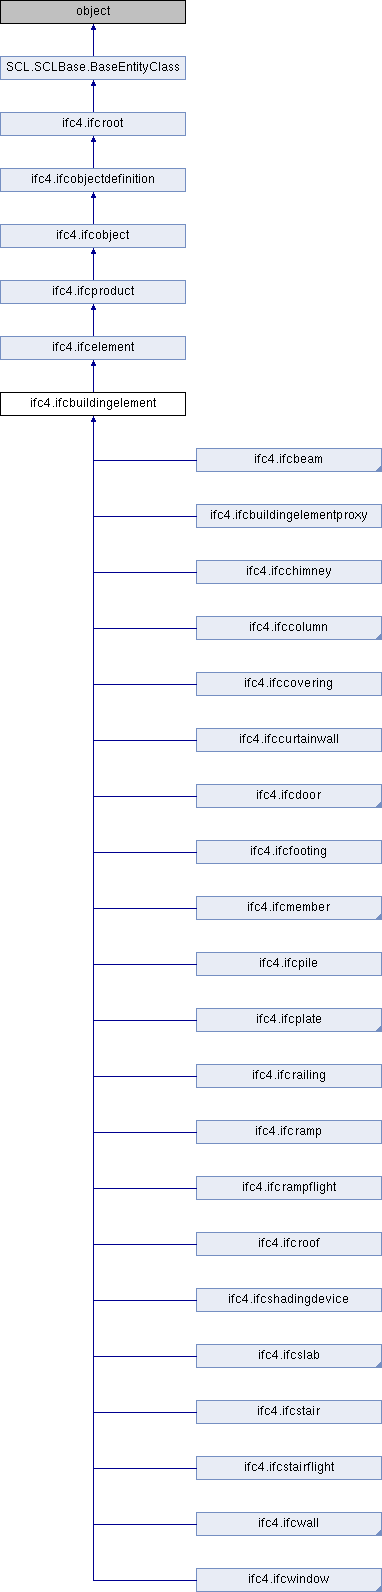 object
SCL.SCLBase.BaseEntityClass
ifc4.ifcroot
ifc4.ifcobjectdefinition
ifc4.ifcobject
ifc4.ifcproduct
ifc4.ifcelement
ifc4.ifcbuildingelement
ifc4.ifcbeam
ifc4.ifcbuildingelementproxy
ifc4.ifcchimney
ifc4.ifccolumn
ifc4.ifccovering
ifc4.ifccurtainwall
ifc4.ifcdoor
ifc4.ifcfooting
ifc4.ifcmember
ifc4.ifcpile
ifc4.ifcplate
ifc4.ifcrailing
ifc4.ifcramp
ifc4.ifcrampflight
ifc4.ifcroof
ifc4.ifcshadingdevice
ifc4.ifcslab
ifc4.ifcstair
ifc4.ifcstairflight
ifc4.ifcwall
ifc4.ifcwindow